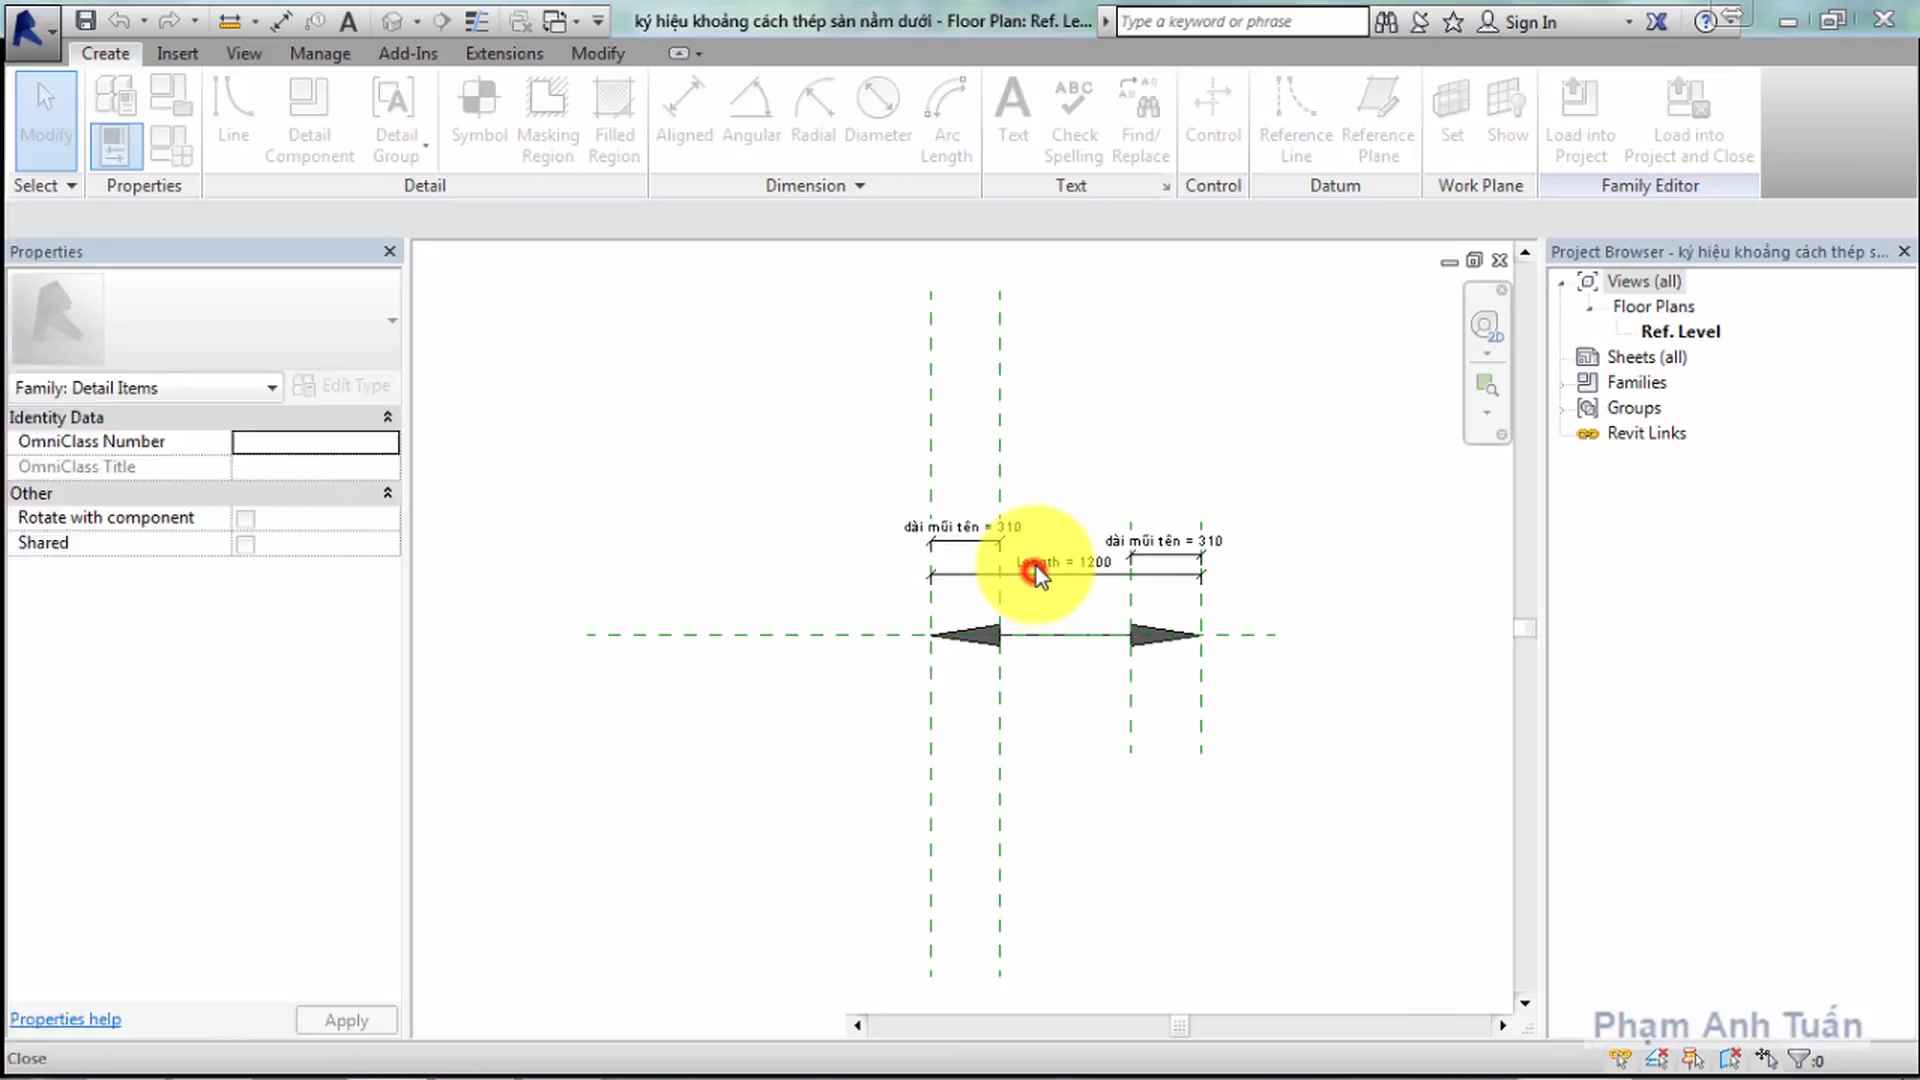 ký hiệu khoảng cách thép sàn nằm dưới - Floor Plan: Ref. Le...
Type a keyword or phrase
Sign In
Create Insert View Manage Add-Ins Extensions Modify
Modify
Line
Detail Component
Detail Group
Symbol
Masking Region
Filled Region
Aligned
Angular
Radial
Diameter
Arc Length
Text
ABC
Check Spelling
Find/ Replace
Control
Reference Line
Reference Plane
Set
Show
Load into Project
Load into Project and Close
Select
Properties
Detail
Dimension
Text
Control
Datum
Work Plane
Family Editor
Properties
Family: Detail Items
Edit Type
Identity Data
OmniClass Number
OmniClass Title
Other
Rotate with component
Shared
Properties help
Apply
2D
dài mũi tên = 310
dài mũi tên = 310
Length = 1200
Project Browser - ký hiệu khoảng cách thép s...
Views (all)
Floor Plans
Ref. Level
Sheets (all)
Families
Groups
Revit Links
Phạm Anh Tuấn
Close
:0